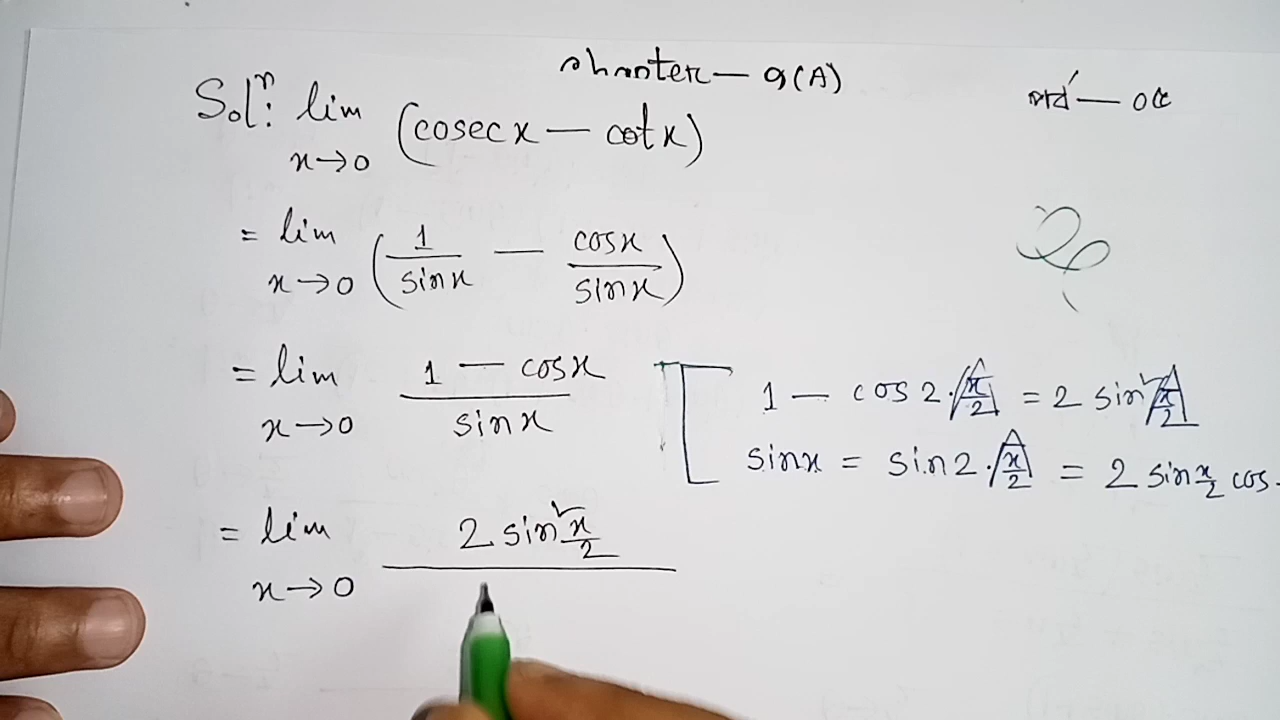 chapter — 9(A)
পর্ব — ০৫
Solⁿ: lim x→0 (cosec x — cot x)
= lim x→0 (1/sin x — cos x/sin x)
= lim x→0 (1 — cos x)/(sin x)
[ 1 — cos 2·x/2 = 2 sin² x/2
sin x = sin 2·x/2 = 2 sin x/2 cos
= lim x→0 2 sin² x/2